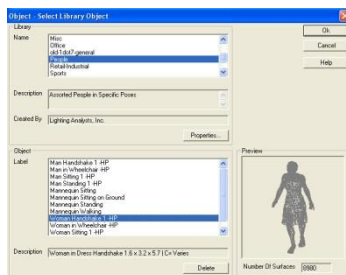 Object - Select Library Object
Library
Name
Misc
Office
old-1dot7-general
People
Retail-Industrial
Sports
Ok
Cancel
Help
Description
Assorted People in Specific Poses
Created By
Lighting Analysts, Inc.
Properties...
Object
Label
Man Handshake 1 -HP
Man in Wheelchair -HP
Man Sitting 1 -HP
Man Standing 1 -HP
Mannequin Sitting
Mannequin Sitting on Ground
Mannequin Standing
Mannequin Walking
Woman Handshake 1 -HP
Woman in Wheelchair -HP
Woman Sitting 1 -HP
Description
Woman in Dress Handshake 1.6 x 3.2 x 5.7 | C= Varies
Delete
Preview
Number Of Surfaces
8980